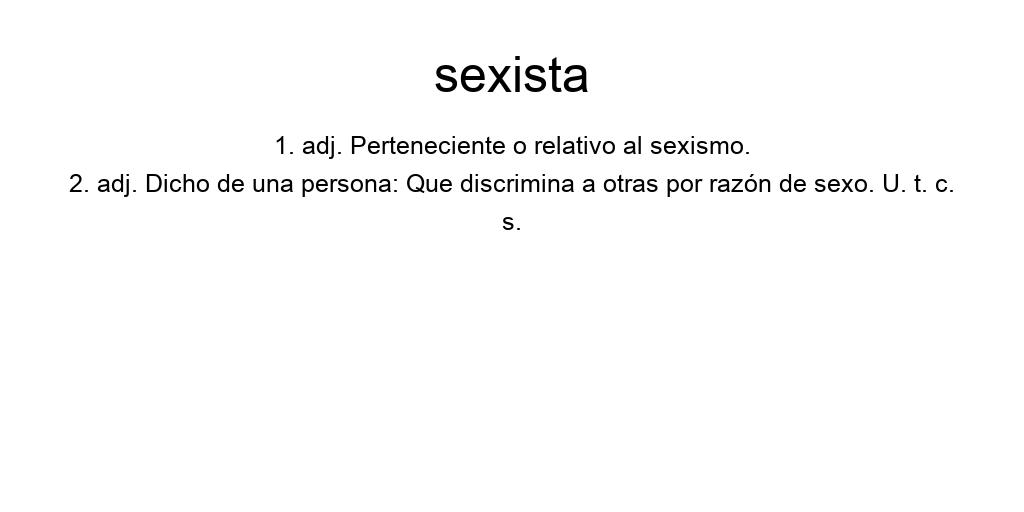 sexista
1. adj. Perteneciente o relativo al sexismo.
2. adj. Dicho de una persona: Que discrimina a otras por razón de sexo. U. t. c.
s.